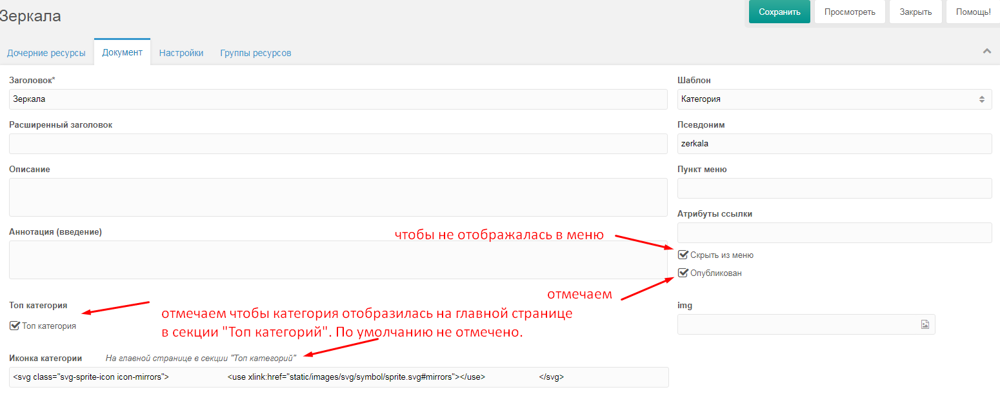 Зеркала
Сохранить
Просмотреть
Закрыть
Помощь!
Дочерние ресурсы
Документ
Настройки
Группы ресурсов
Заголовок*
Зеркала
Расширенный заголовок
Описание
Аннотация (введение)
Шаблон
Категория
Псевдоним
zerkala
Пункт меню
Атрибуты ссылки
чтобы не отображалась в меню
Скрыть из меню
Опубликован
отмечаем
Топ категория
Топ категория
отмечаем чтобы категория отобразилась на главной странице
в секции "Топ категорий". По умолчанию не отмечено.
img
Иконка категории
На главной странице в секции "Топ категорий"
<svg class="svg-sprite-icon icon-mirrors"> <use xlink:href="static/images/svg/symbol/sprite.svg#mirrors"></use> </svg>